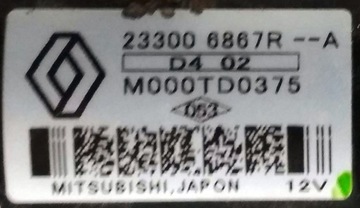 23300 6867R --A
D4 02
M000TD0375
053
MITSUBISHI, JAPON 12V